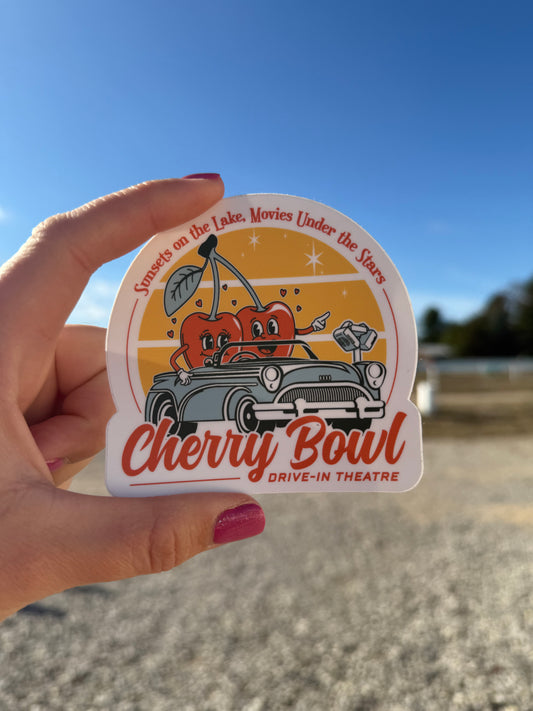 Sunsets on the Lake, Movies Under the Stars
Cherry Bowl
DRIVE-IN THEATRE